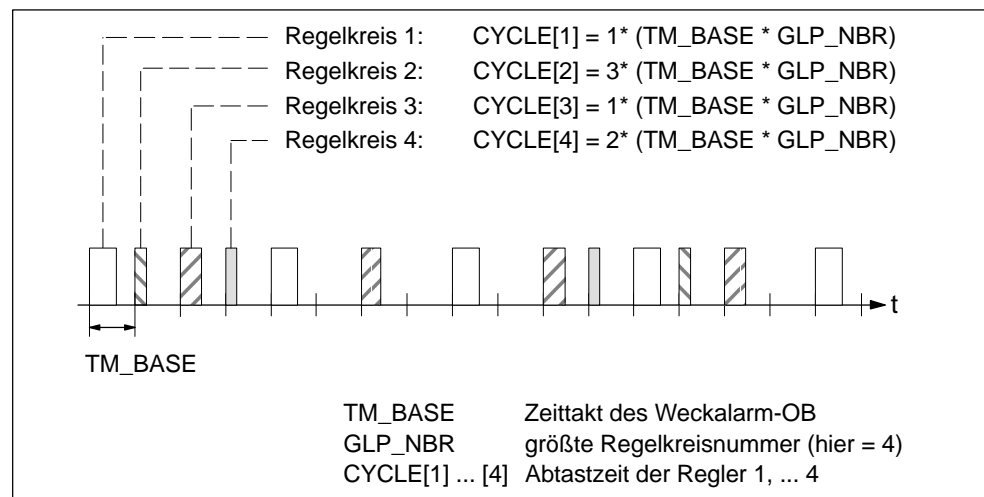 Regelkreis 1: CYCLE[1] = 1* (TM_BASE * GLP_NBR)
Regelkreis 2: CYCLE[2] = 3* (TM_BASE * GLP_NBR)
Regelkreis 3: CYCLE[3] = 1* (TM_BASE * GLP_NBR)
Regelkreis 4: CYCLE[4] = 2* (TM_BASE * GLP_NBR)
t
TM_BASE
TM_BASE Zeittakt des Weckalarm-OB
GLP_NBR größte Regelkreisnummer (hier = 4)
CYCLE[1] ... [4] Abtastzeit der Regler 1, ... 4